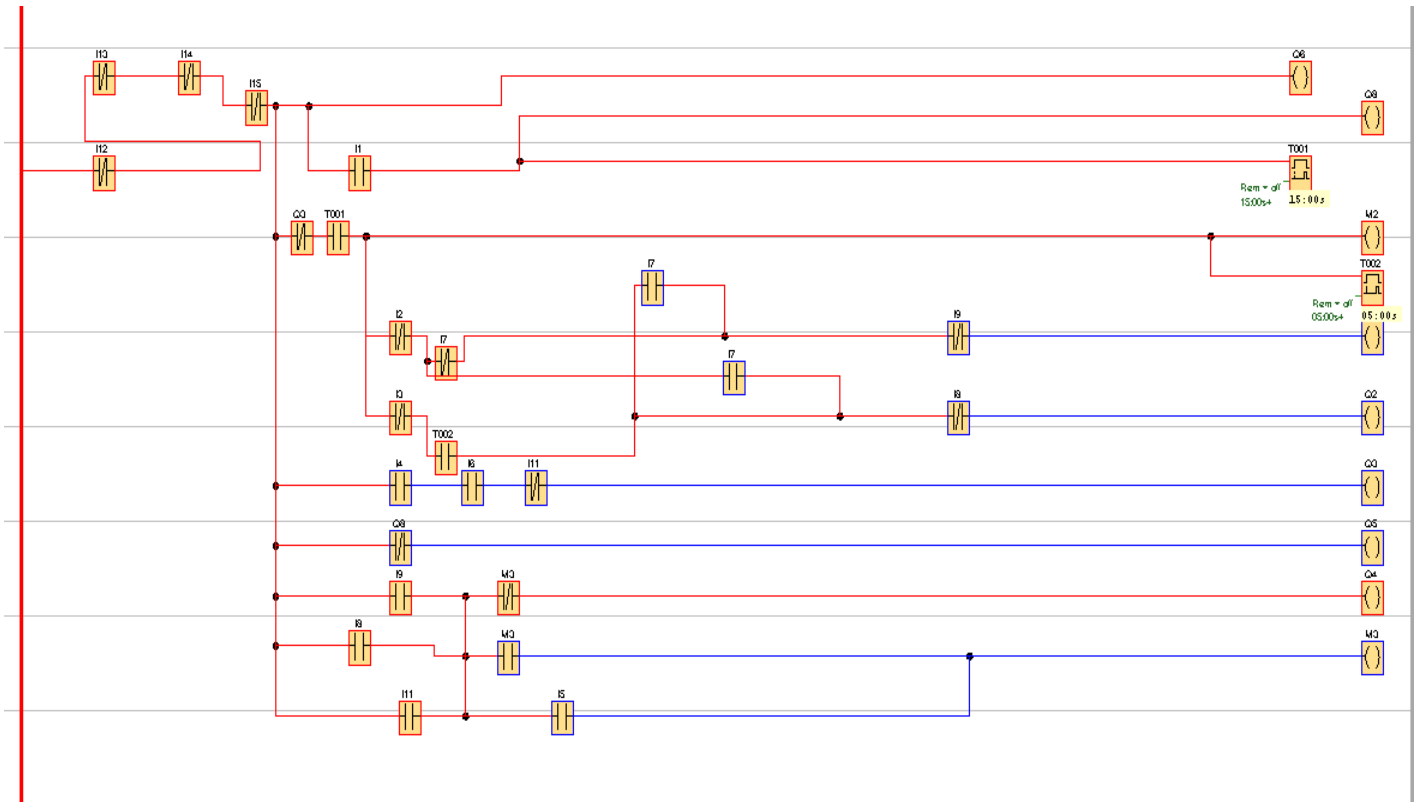 I13
I14
Q6
I15
Q8
I12
I1
T001
Rem = off
15:00s+
15:00s
Q3
T001
M2
I7
T002
Rem = off
05:00s+
05:00s
I2
I9
I7
I7
I3
I8
Q2
T002
I4
I6
I11
Q3
Q8
Q5
I9
M3
Q4
I8
M3
M3
I11
I5